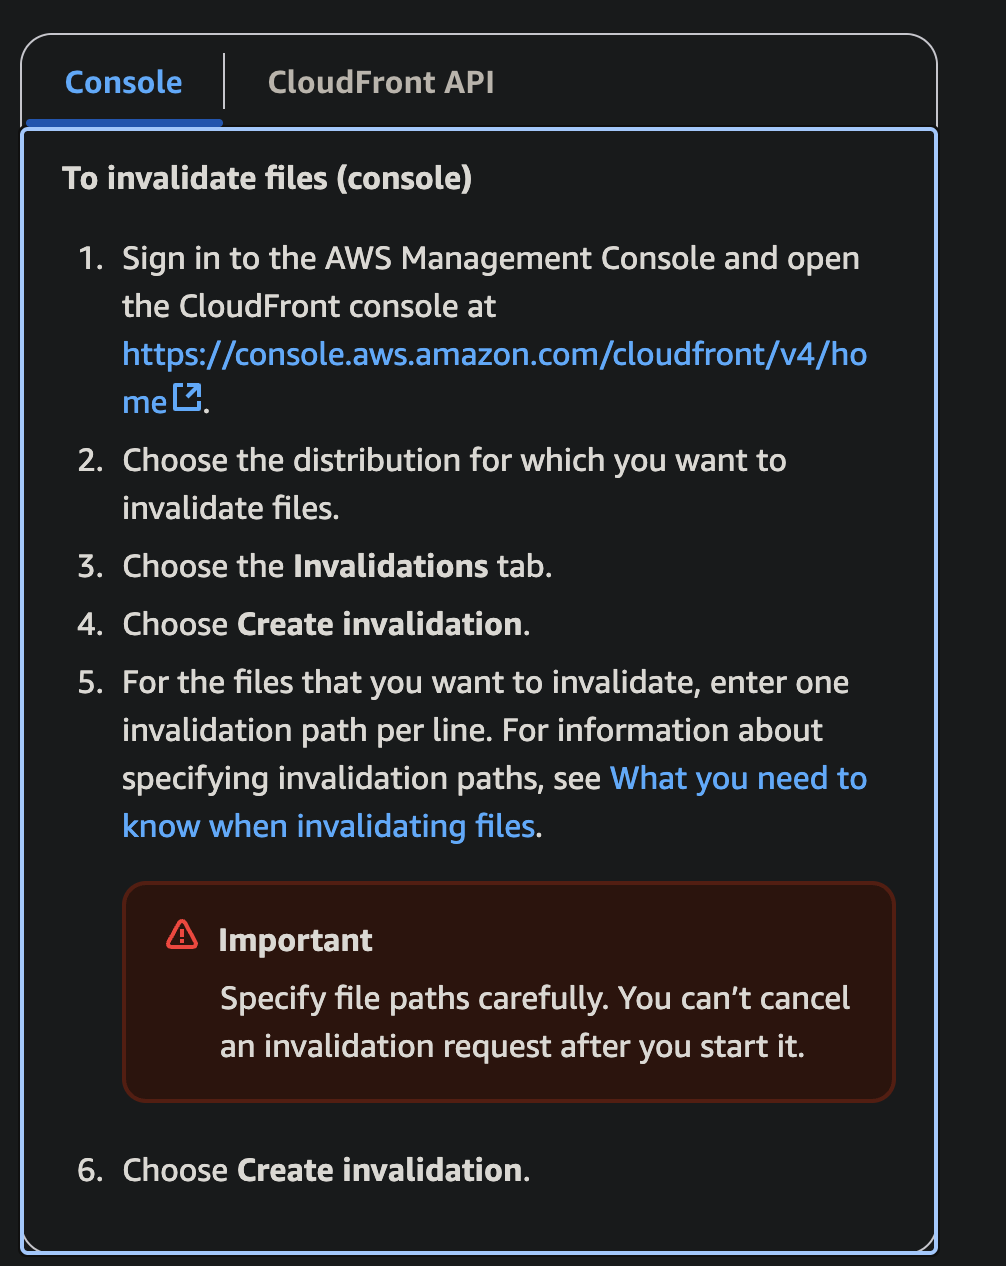 Console
CloudFront API
To invalidate files (console)
1. Sign in to the AWS Management Console and open
the CloudFront console at
https://console.aws.amazon.com/cloudfront/v4/ho
me.
2. Choose the distribution for which you want to
invalidate files.
3. Choose the Invalidations tab.
4. Choose Create invalidation.
5. For the files that you want to invalidate, enter one
invalidation path per line. For information about
specifying invalidation paths, see What you need to
know when invalidating files.
Important
Specify file paths carefully. You can’t cancel
an invalidation request after you start it.
6. Choose Create invalidation.